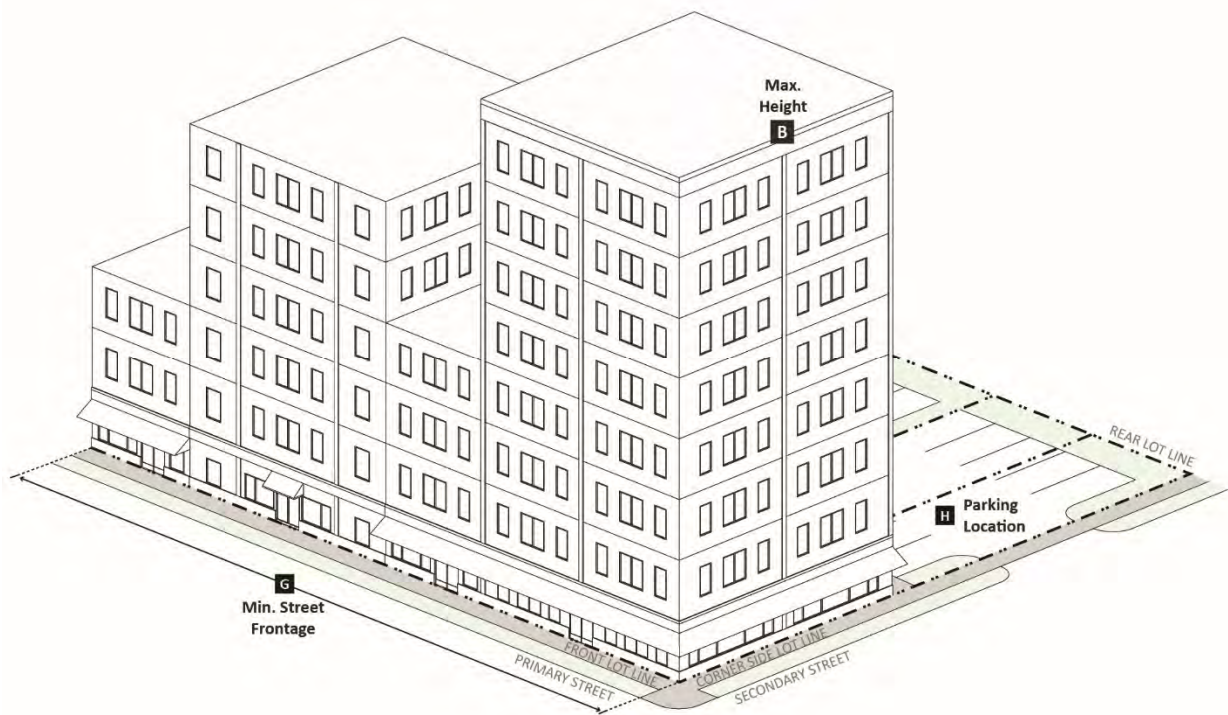 Max.
Height
B
REAR LOT LINE
H
Parking
Location
G
Min. Street
Frontage
FRONT LOT LINE
CORNER SIDE LOT LINE
PRIMARY STREET
SECONDARY STREET